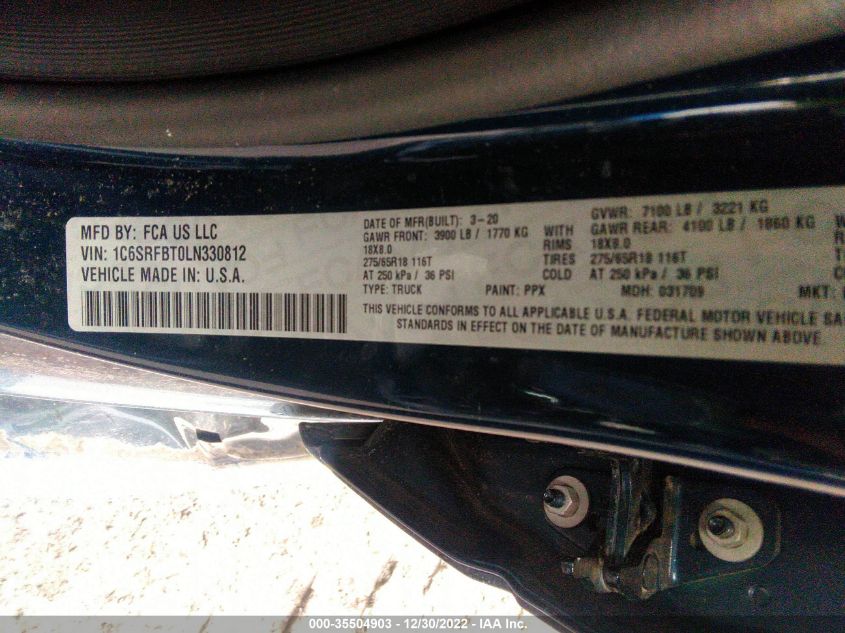 MFD BY: FCA US LLC
VIN: 1C6SRFBT0LN330812
VEHICLE MADE IN: U.S.A.
DATE OF MFR(BUILT): 3-20 GVWR: 7100 LB / 3221 KG
GAWR FRONT: 3900 LB / 1770 KG WITH GAWR REAR: 4100 LB / 1860 KG
18X8.0 RIMS 18X8.0
275/65R18 116T TIRES 275/65R18 116T
AT 250 kPa / 36 PSI COLD AT 250 kPa / 36 PSI
TYPE: TRUCK PAINT: PPX MDH: 031709 MKT:
THIS VEHICLE CONFORMS TO ALL APPLICABLE U.S.A. FEDERAL MOTOR VEHICLE SA
STANDARDS IN EFFECT ON THE DATE OF MANUFACTURE SHOWN ABOVE.
000-35504903 - 12/30/2022 - IAA Inc.